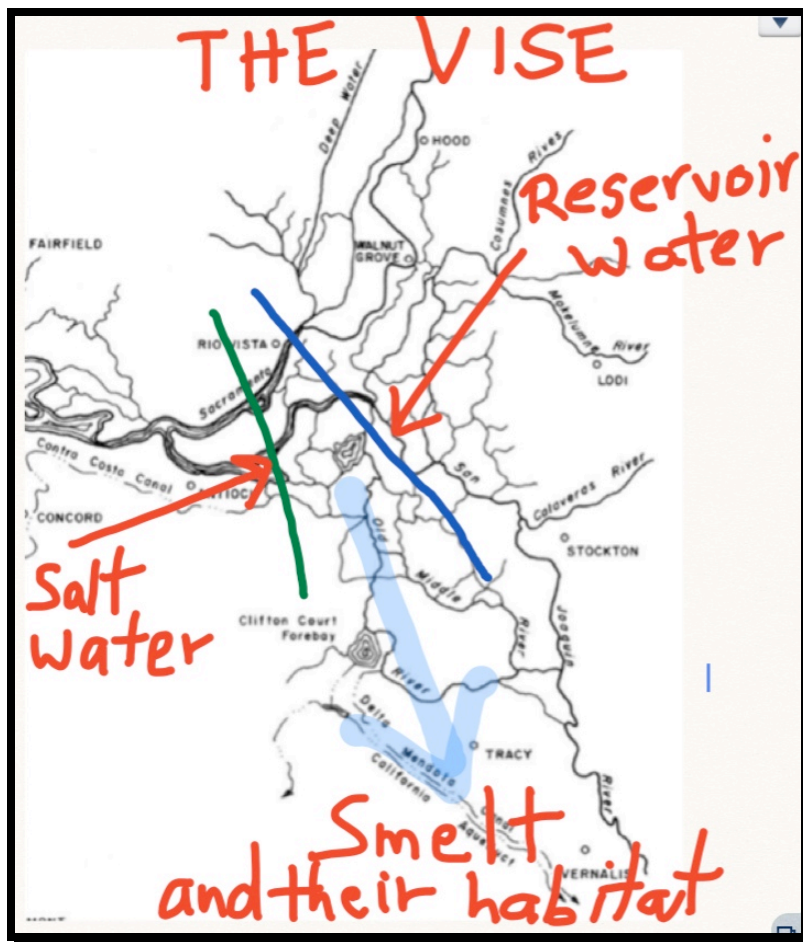 THE VISE
Deep Water
HOOD
Cosumnes River
Reservoir
water
FAIRFIELD
WALNUT
GROVE
Mokelumne River
RIO VISTA
LODI
Sacramento
Contra Costa Canal
San Joaquin River
Calaveras River
CONCORD
STOCKTON
Old River
Middle River
Salt
water
Clifton Court
Forebay
Delta Mendota Canal
California Aqueduct
TRACY
Smelt
VERNALIS
and their habitat